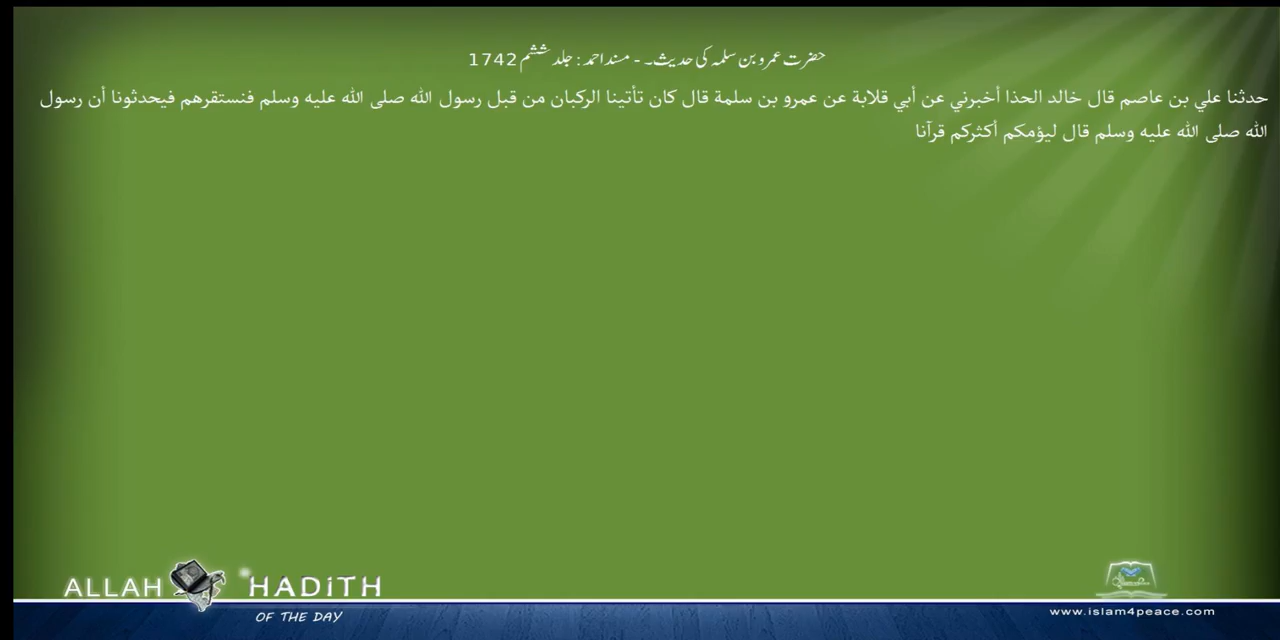 حضرت عمرو بن سلمہ کی حدیث۔ - مسند احمد : جلد ششم 1742
حدثنا علي بن عاصم قال خالد الحذا أخبرني عن أبي قلابة عن عمرو بن سلمة قال كان تأتينا الركبان من قبل رسول الله صلى الله عليه وسلم فنستقرهم فيحدثونا أن رسول
الله صلى الله عليه وسلم قال ليؤمكم أكثركم قرآنا
ALLAH HADITH
OF THE DAY
www.islam4peace.com